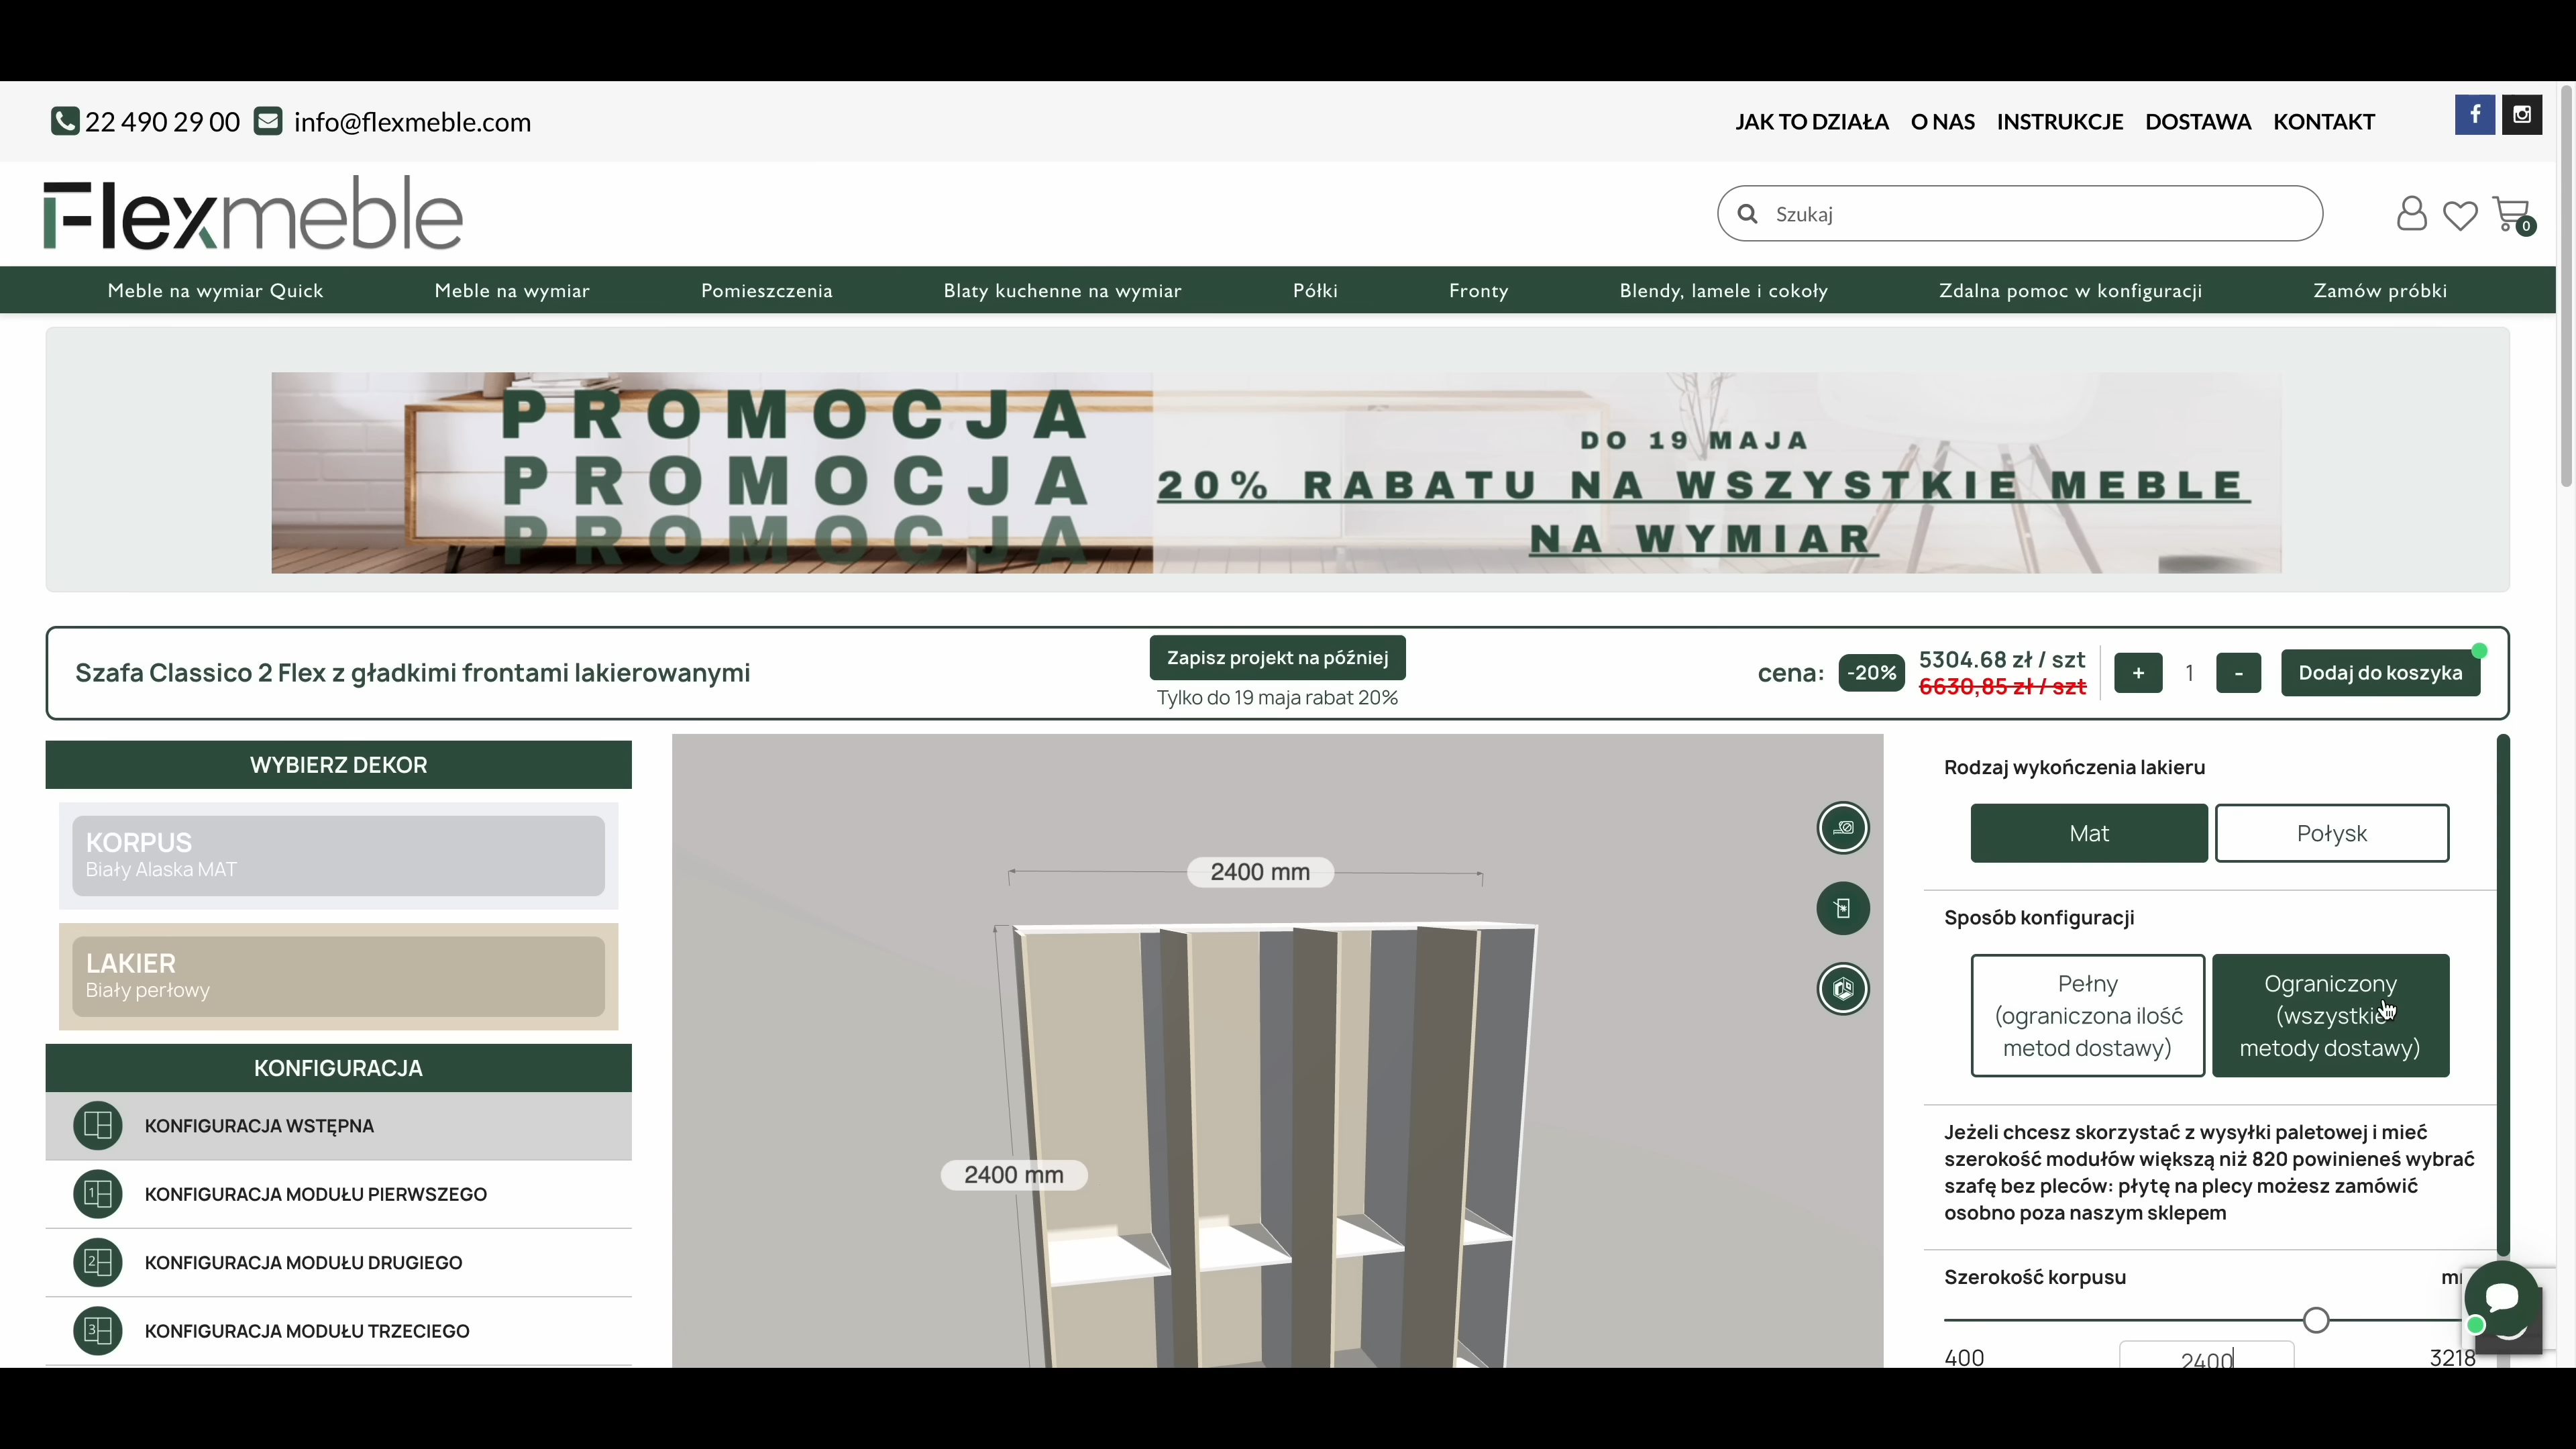 22 490 29 00 info@flexmeble.com
JAK TO DZIAŁA O NAS INSTRUKCJE DOSTAWA KONTAKT
Flexmeble
Szukaj
0
Meble na wymiar Quick Meble na wymiar Pomieszczenia Blaty kuchenne na wymiar Półki Fronty Blendy, lamele i cokoły Zdalna pomoc w konfiguracji Zamów próbki
PROMOCJA
PROMOCJA
PROMOCJA
DO 19 MAJA
20% RABATU NA WSZYSTKIE MEBLE
NA WYMIAR
Szafa Classico 2 Flex z gładkimi frontami lakierowanymi
Zapisz projekt na później
Tylko do 19 maja rabat 20%
cena: -20%
5304.68 zł / szt
6630,85 zł / szt
+ 1 -
Dodaj do koszyka
WYBIERZ DEKOR
KORPUS
Biały Alaska MAT
LAKIER
Biały perłowy
KONFIGURACJA
KONFIGURACJA WSTĘPNA
1 KONFIGURACJA MODUŁU PIERWSZEGO
2 KONFIGURACJA MODUŁU DRUGIEGO
3 KONFIGURACJA MODUŁU TRZECIEGO
2400 mm
2400 mm
Rodzaj wykończenia lakieru
Mat Połysk
Sposób konfiguracji
Pełny
(ograniczona ilość
metod dostawy)
Ograniczony
(wszystkie
metody dostawy)
Jeżeli chcesz skorzystać z wysyłki paletowej i mieć
szerokość modułów większą niż 820 powinieneś wybrać
szafę bez pleców: płytę na plecy możesz zamówić
osobno poza naszym sklepem
Szerokość korpusu
400 2400 3218